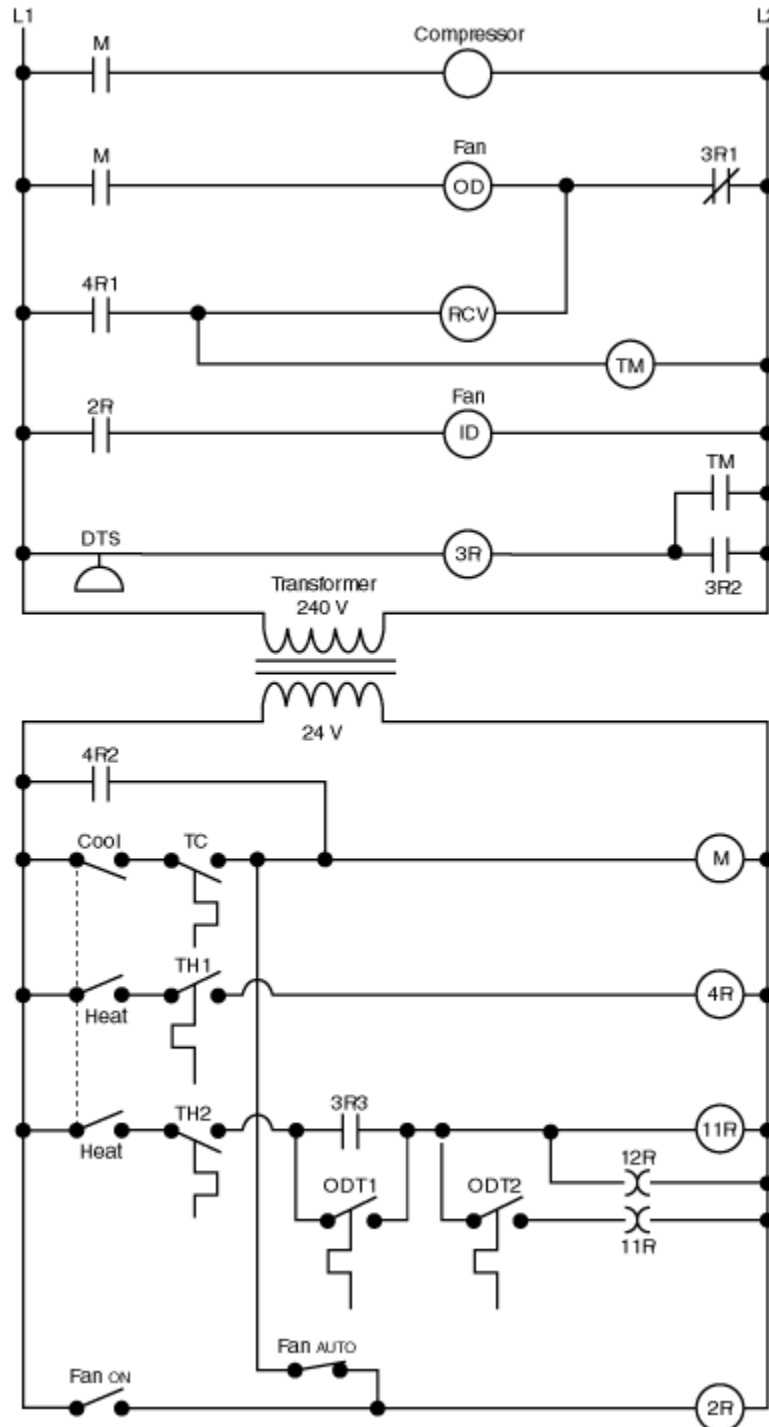 L1
L2
M
Compressor
M
Fan
OD
3R1
4R1
RCV
TM
2R
Fan
ID
TM
DTS
3R
3R2
Transformer
240 V
24 V
4R2
Cool
TC
M
TH1
Heat
4R
TH2
Heat
3R3
11R
12R
ODT1
ODT2
11R
Fan AUTO
Fan ON
2R